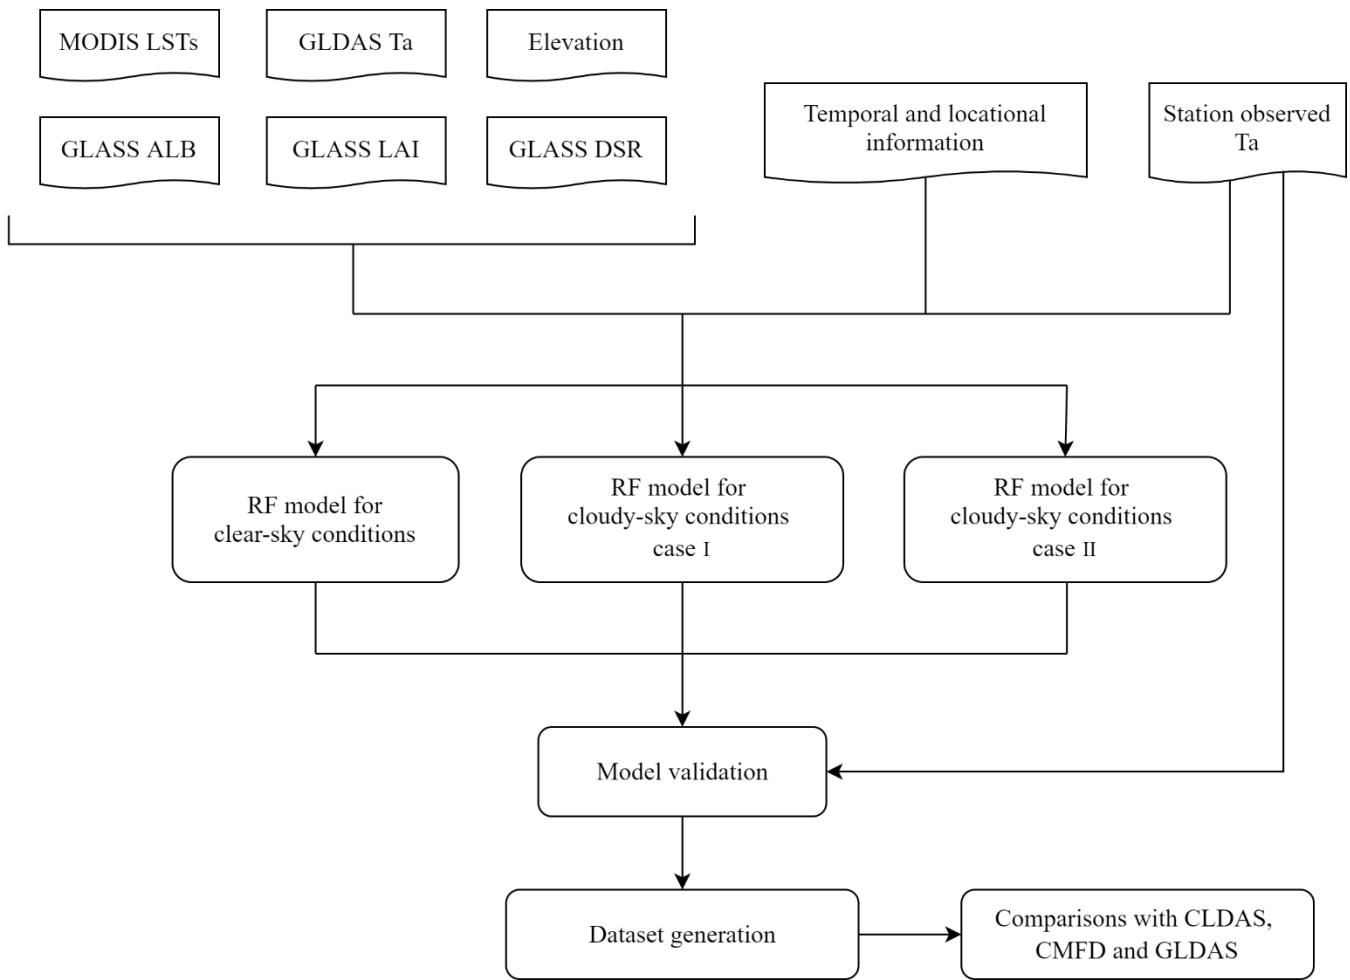 MODIS LSTs
GLDAS Ta
Elevation
GLASS ALB
GLASS LAI
GLASS DSR
Temporal and locational
information
Station observed
Ta
RF model for
clear-sky conditions
RF model for
cloudy-sky conditions
case I
RF model for
cloudy-sky conditions
case II
Model validation
Dataset generation
Comparisons with CLDAS,
CMFD and GLDAS